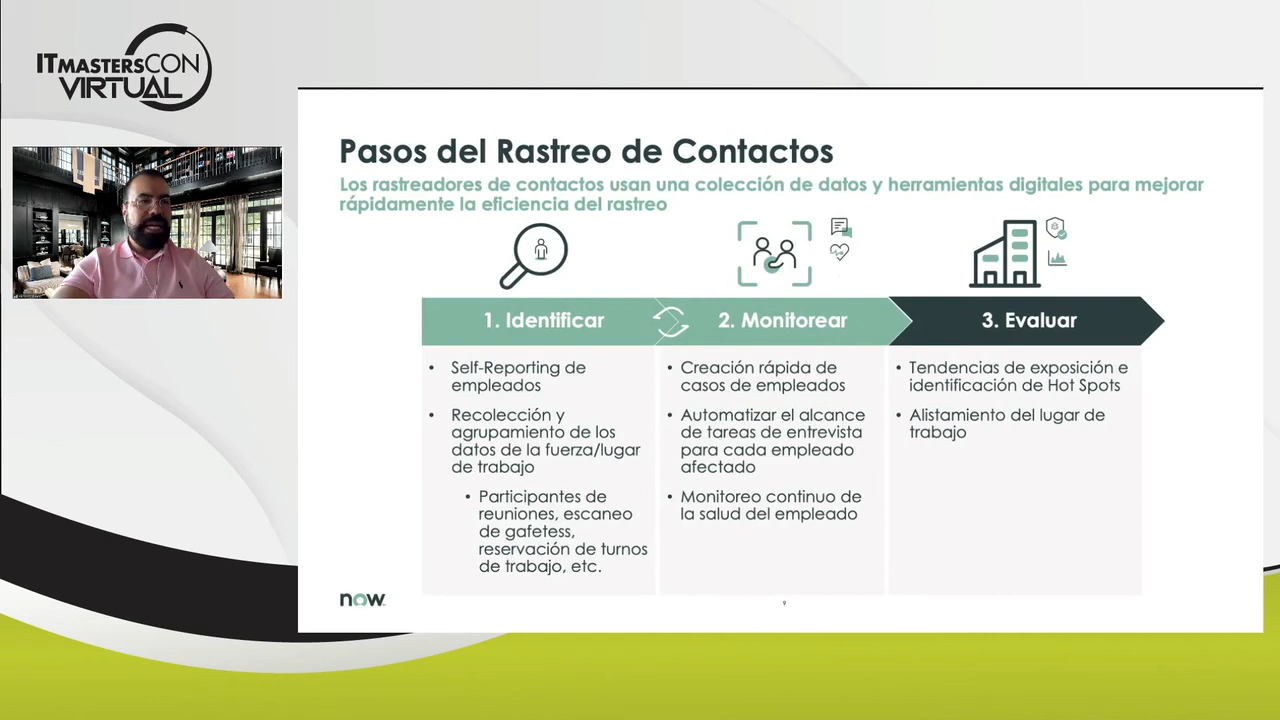 ITMASTERSCON
VIRTUAL
Pasos del Rastreo de Contactos
Los rastreadores de contactos usan una colección de datos y herramientas digitales para mejorar
rápidamente la eficiencia del rastreo
1. Identificar
• Self-Reporting de
empleados
• Recolección y
agrupamiento de los
datos de la fuerza/lugar
de trabajo
• Participantes de
reuniones, escaneo
de gafetess,
reservación de turnos
de trabajo, etc.
2. Monitorear
• Creación rápida de
casos de empleados
• Automatizar el alcance
de tareas de entrevista
para cada empleado
afectado
• Monitoreo continuo de
la salud del empleado
3. Evaluar
• Tendencias de exposición e
identificación de Hot Spots
• Alistamiento del lugar de
trabajo
now
9